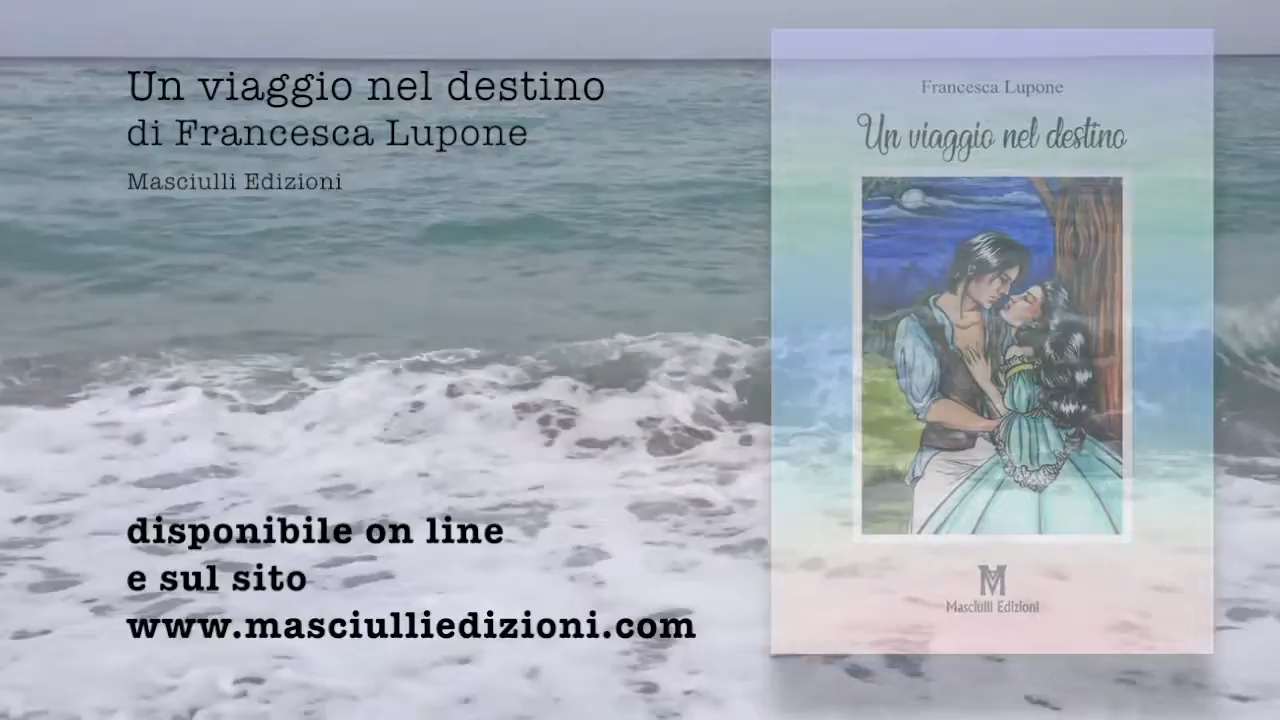 Un viaggio nel destino
di Francesca Lupone
Masciulli Edizioni
disponibile on line
e sul sito
www.masciulliedizioni.com
Francesca Lupone
Un viaggio nel destino
M
Masciulli Edizioni